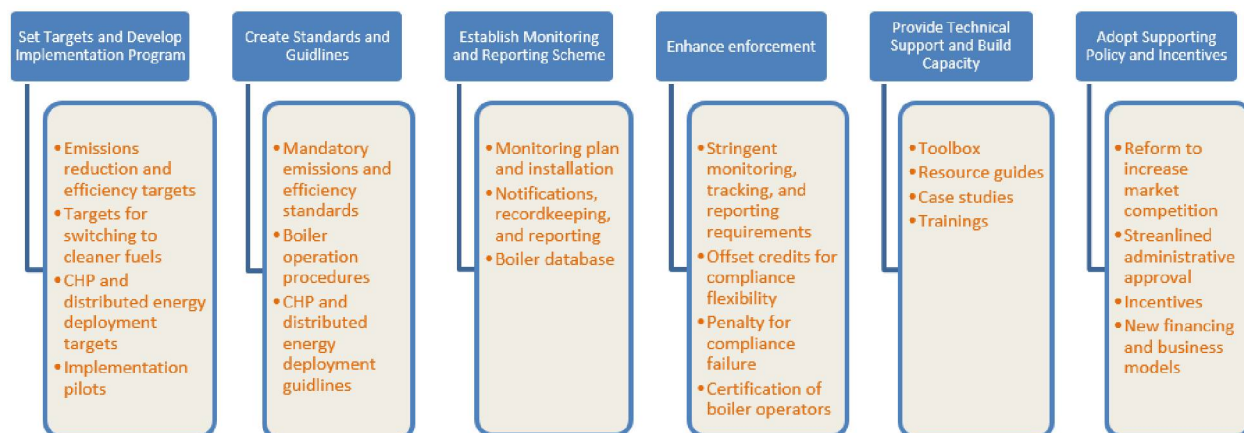 Set Targets and Develop
Implementation Program
• Emissions
reduction and
efficiency targets
• Targets for
switching to
cleaner fuels
• CHP and
distributed energy
deployment
targets
• Implementation
pilots
Create Standards and
Guidlines
• Mandatory
emissions and
efficiency
standards
• Boiler
operation
procedures
• CHP and
distributed
energy
deployment
guidlines
Establish Monitoring
and Reporting Scheme
• Monitoring plan
and installation
• Notifications,
recordkeeping,
and reporting
• Boiler database
Enhance enforcement
• Stringent
monitoring,
tracking, and
reporting
requirements
• Offset credits for
compliance
flexibility
• Penalty for
compliance
failure
• Certification of
boiler operators
Provide Technical
Support and Build
Capacity
• Toolbox
• Resource guides
• Case studies
• Trainings
Adopt Supporting
Policy and Incentives
• Reform to
increase
market
competition
• Streamlined
administrative
approval
• Incentives
• New financing
and business
models